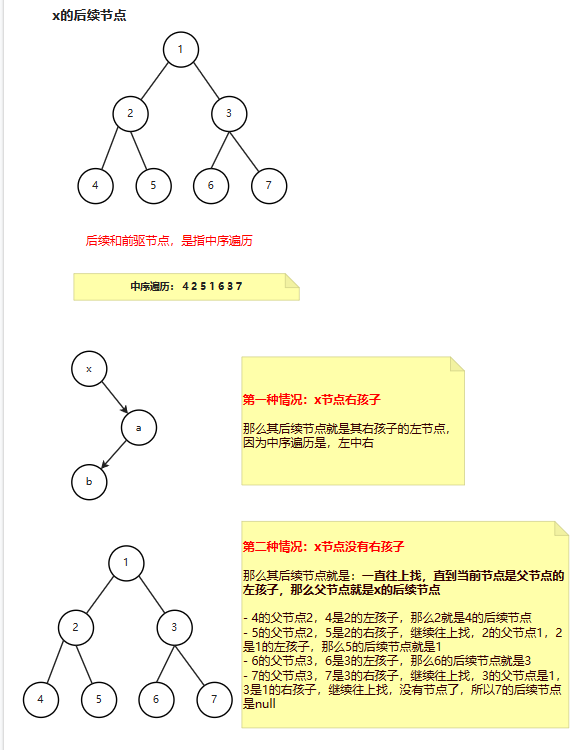 x的后续节点
1
2 3
4 5 6 7
后续和前驱节点，是指中序遍历
中序遍历： 4 2 5 1 6 3 7
x
a
b
第一种情况：x节点右孩子
那么其后续节点就是其右孩子的左节点，
因为中序遍历是，左中右
1
2 3
4 5 6 7
第二种情况：x节点没有右孩子
那么其后续节点就是：一直往上找，直到当前节点是父节点的
左孩子，那么父节点就是x的后续节点
- 4的父节点2，4是2的左孩子，那么2就是4的后续节点
- 5的父节点2，5是2的右孩子，继续往上找，2的父节点1，2
是1的左孩子，那么5的后续节点就是1
- 6的父节点3，6是3的左孩子，那么6的后续节点就是3
- 7的父节点3，7是3的右孩子，继续往上找，3的父节点是1，
3是1的右孩子，继续往上找，没有节点了，所以7的后续节点
是null